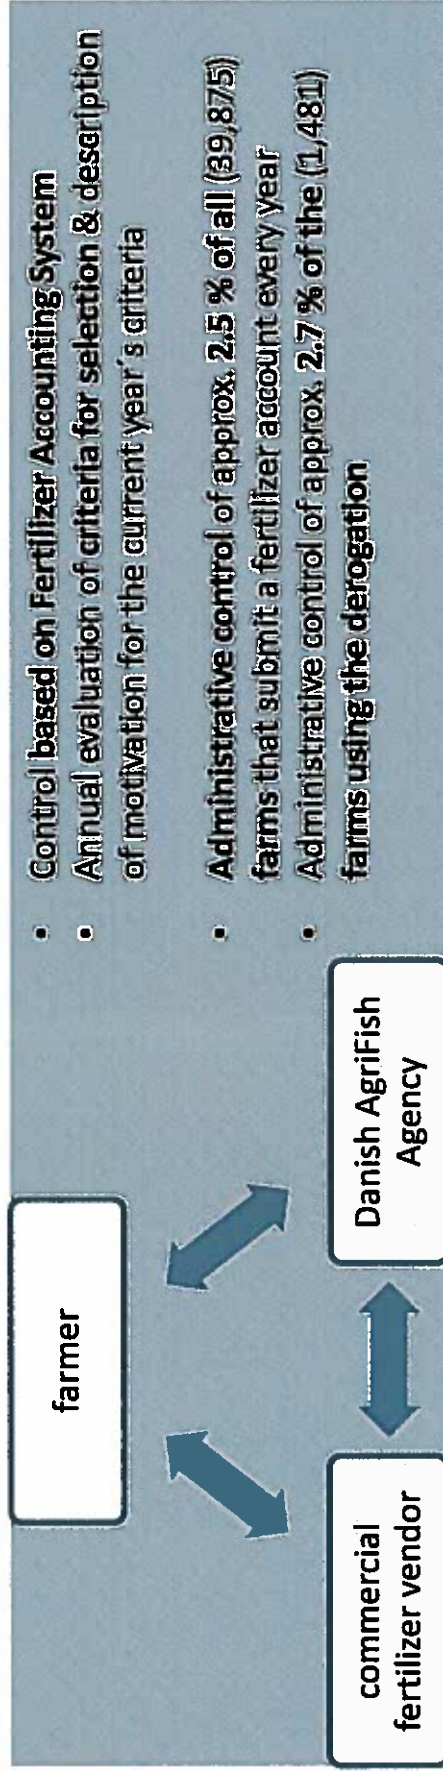 farmer
commercial
fertilizer vendor
Danish AgriFish
Agency
• Control based on Fertilizer Accounting System
• Annual evaluation of criteria for selection & description
of motivation for the current year´s criteria
• Administrative control of approx. 2.5 % of all (39,875)
farms that submit a fertilizer account every year
• Administrative control of approx. 2.7 % of the (1,481)
farms using the derogation